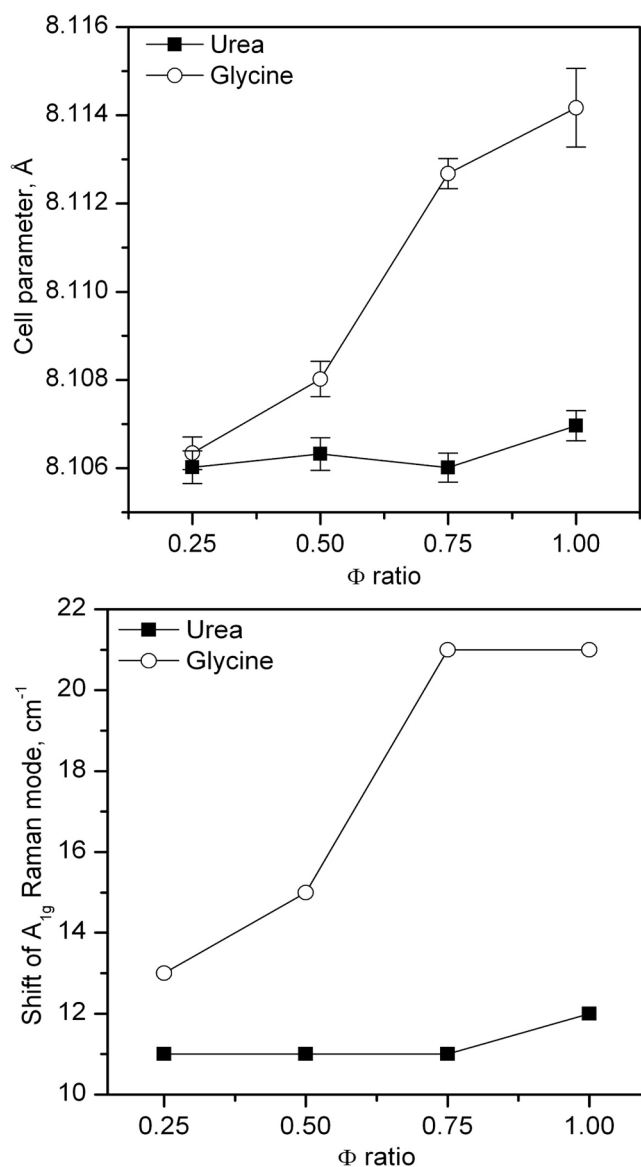 8.116
Urea
Glycine
8.114
8.112
8.110
8.108
8.106
Cell parameter, Å
0.25 0.50 0.75 1.00
Φ ratio
22
Urea
Glycine
20
18
16
14
12
10
Shift of A1g Raman mode, cm-1
0.25 0.50 0.75 1.00
Φ ratio